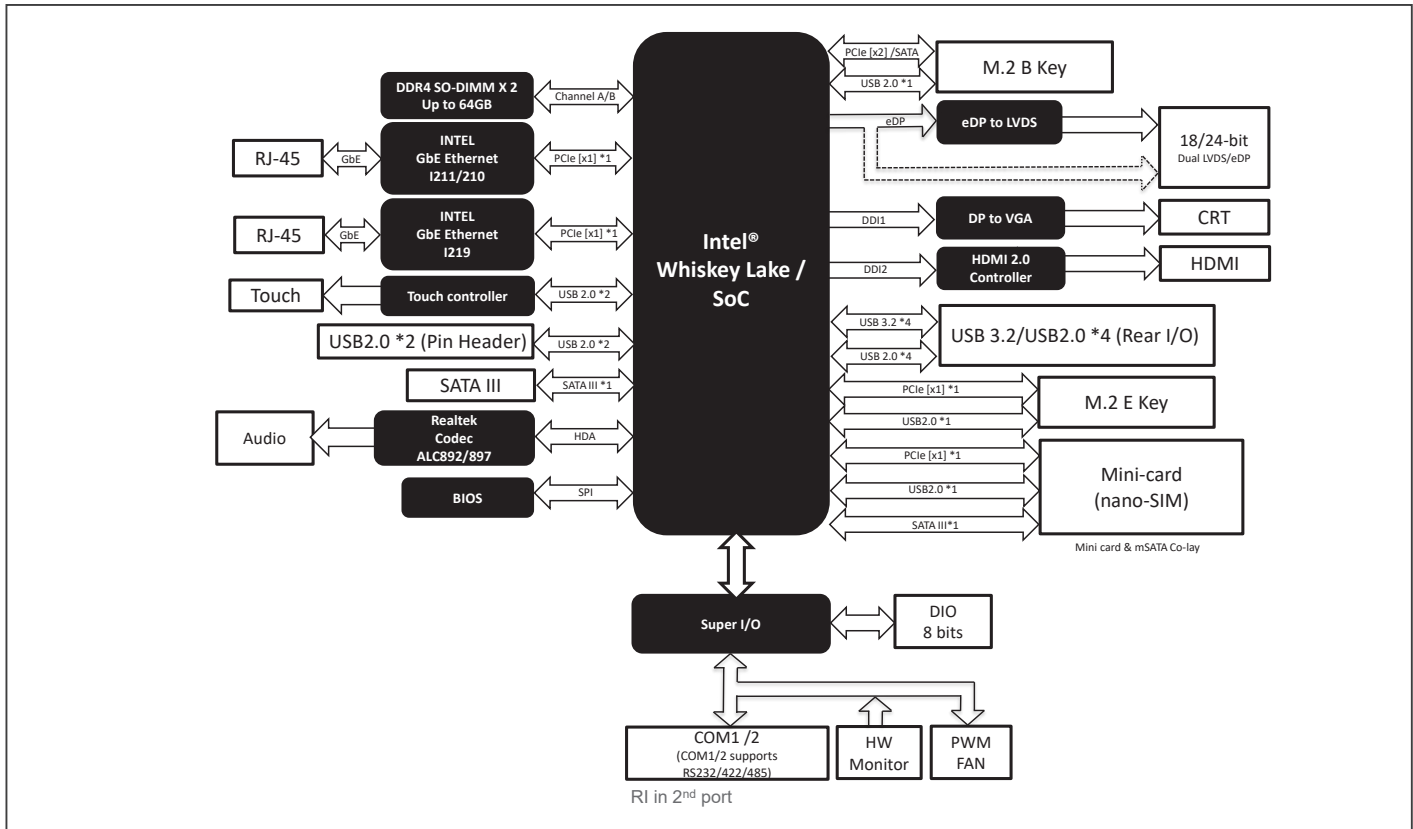 DDR4 SO-DIMM X 2
Up to 64GB
Channel A/B
RJ-45
GbE
INTEL
GbE Ethernet
I211/210
PCIe [x1] *1
RJ-45
GbE
INTEL
GbE Ethernet
I219
PCIe [x1] *1
Touch
Touch controller
USB 2.0 *2
USB2.0 *2 (Pin Header)
USB 2.0 *2
SATA III
SATA III *1
Audio
Realtek
Codec
ALC892/897
HDA
BIOS
SPI
Intel®
Whiskey Lake /
SoC
PCIe [x2] /SATA
USB 2.0 *1
M.2 B Key
eDP
eDP to LVDS
18/24-bit
Dual LVDS/eDP
DDI1
DP to VGA
CRT
DDI2
HDMI 2.0
Controller
HDMI
USB 3.2 *4
USB 2.0 *4
USB 3.2/USB2.0 *4 (Rear I/O)
PCIe [x1] *1
USB2.0 *1
M.2 E Key
PCIe [x1] *1
USB2.0 *1
SATA III*1
Mini-card
(nano-SIM)
Mini card & mSATA Co-lay
Super I/O
DIO
8 bits
COM1 /2
(COM1/2 supports
RS232/422/485)
HW
Monitor
PWM
FAN
RI in 2nd port